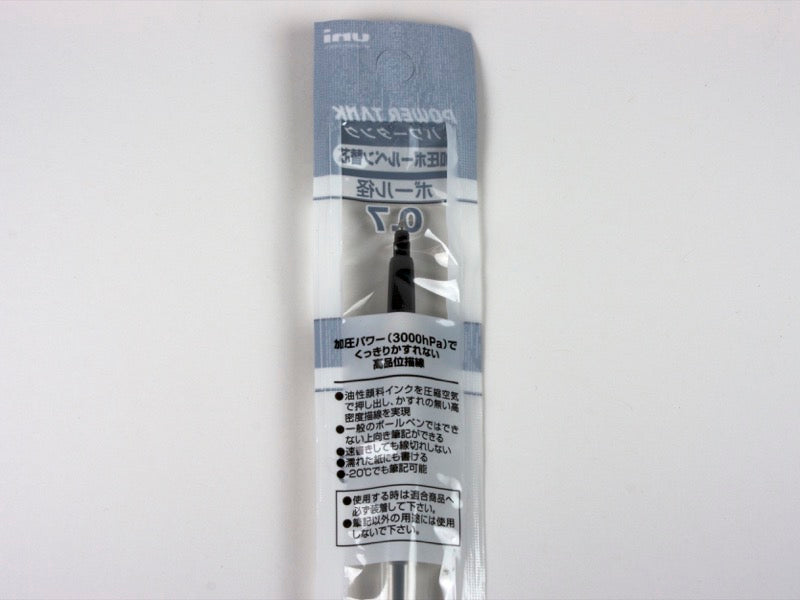 uni
POWER TANK
パワータンク
加圧ボールペン替芯
ボール径
0.7
加圧パワー(3000hPa)で
くっきりかすれない
高品位描線
●油性顔料インクを圧縮空気
で押し出し、かすれの無い高
密度描線を実現
●一般のボールペンではでき
ない上向き筆記ができる
●速書きしても線切れしない
●濡れた紙にも書ける
●-20℃でも筆記可能
●使用する時は適合商品へ
必ず装着して下さい。
●筆記以外の用途には使用
しないで下さい。